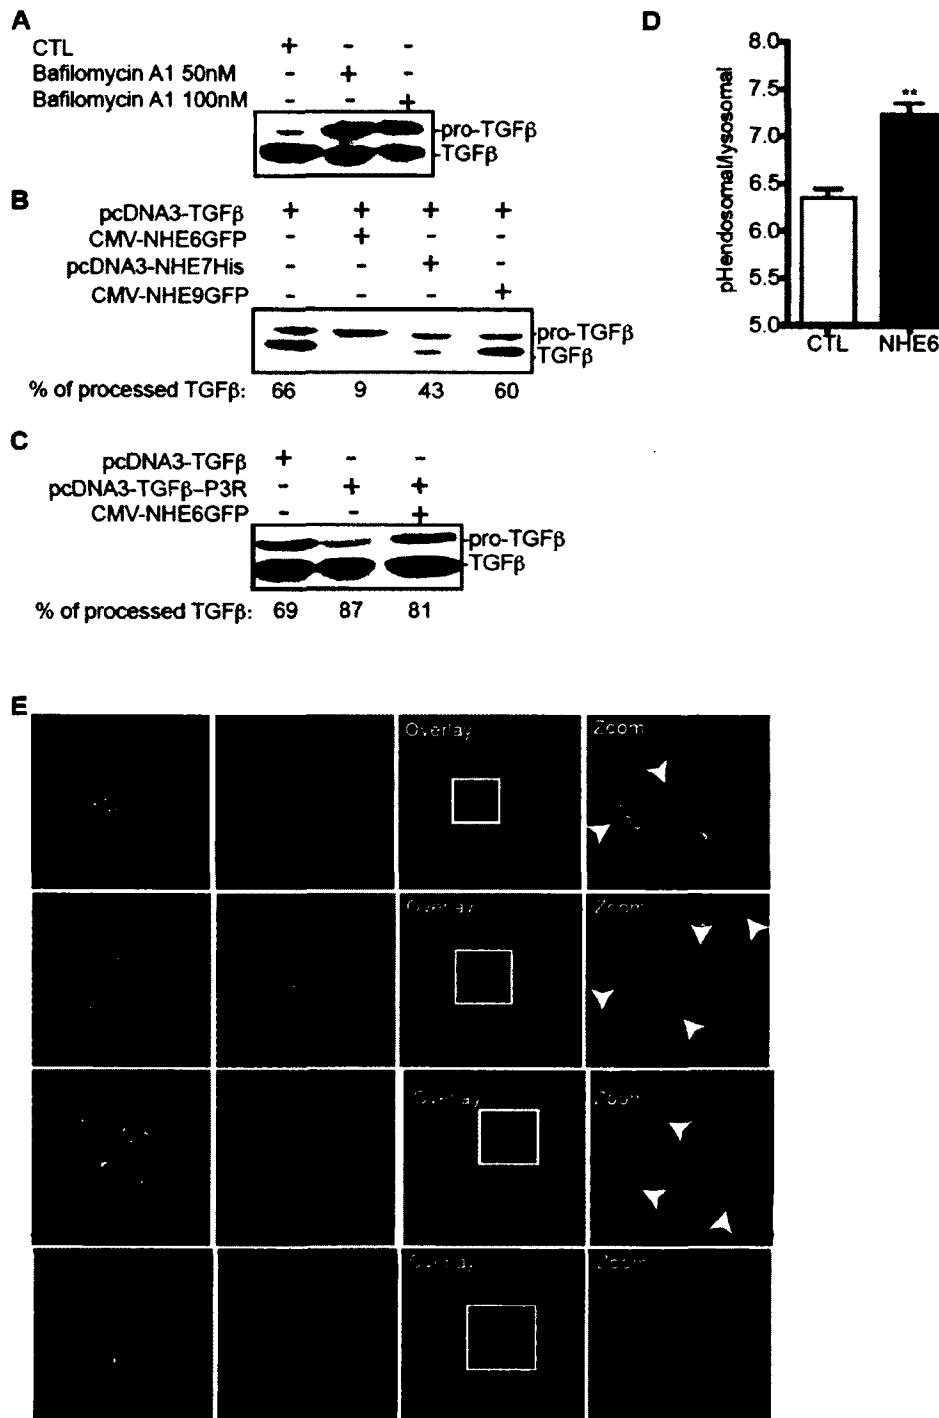 A
CTL + - -
Bafilomycin A1 50nM - + -
Bafilomycin A1 100nM - - +
pro-TGFβ
TGFβ
B
pcDNA3-TGFβ + + + +
CMV-NHE6GFP - + - -
pcDNA3-NHE7His - - + -
CMV-NHE9GFP - - - +
pro-TGFβ
TGFβ
% of processed TGFβ: 66 9 43 60
C
pcDNA3-TGFβ + - -
pcDNA3-TGFβ-P3R - + +
CMV-NHE6GFP - - +
pro-TGFβ
TGFβ
% of processed TGFβ: 69 87 81
D
pHendosomal/lysosomal
8.0
7.5
7.0
6.5
6.0
5.5
5.0
**
CTL NHE6
E
Overlay Zoom
Overlay Zoom
Overlay Zoom
Overlay Zoom